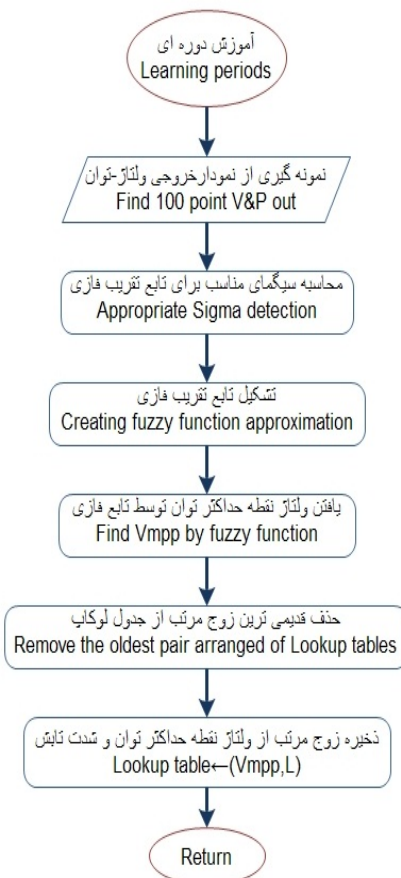 آموزش دوره ای
Learning periods
نمونه گیری از نمودارخروجی ولتاژ-توان
Find 100 point V&P out
محاسبه سیگمای مناسب برای تابع تقریب فازی
Appropriate Sigma detection
تشکیل تابع تقریب فازی
Creating fuzzy function approximation
یافتن ولتاژ نقطه حداکثر توان توسط تابع فازی
Find Vmpp by fuzzy function
حذف قدیمی ترین زوج مرتب از جدول لوکاپ
Remove the oldest pair arranged of Lookup tables
ذخیره زوج مرتب از ولتاژ نقطه حداکثر توان و شدت تابش
Lookup table←(Vmpp,L)
Return